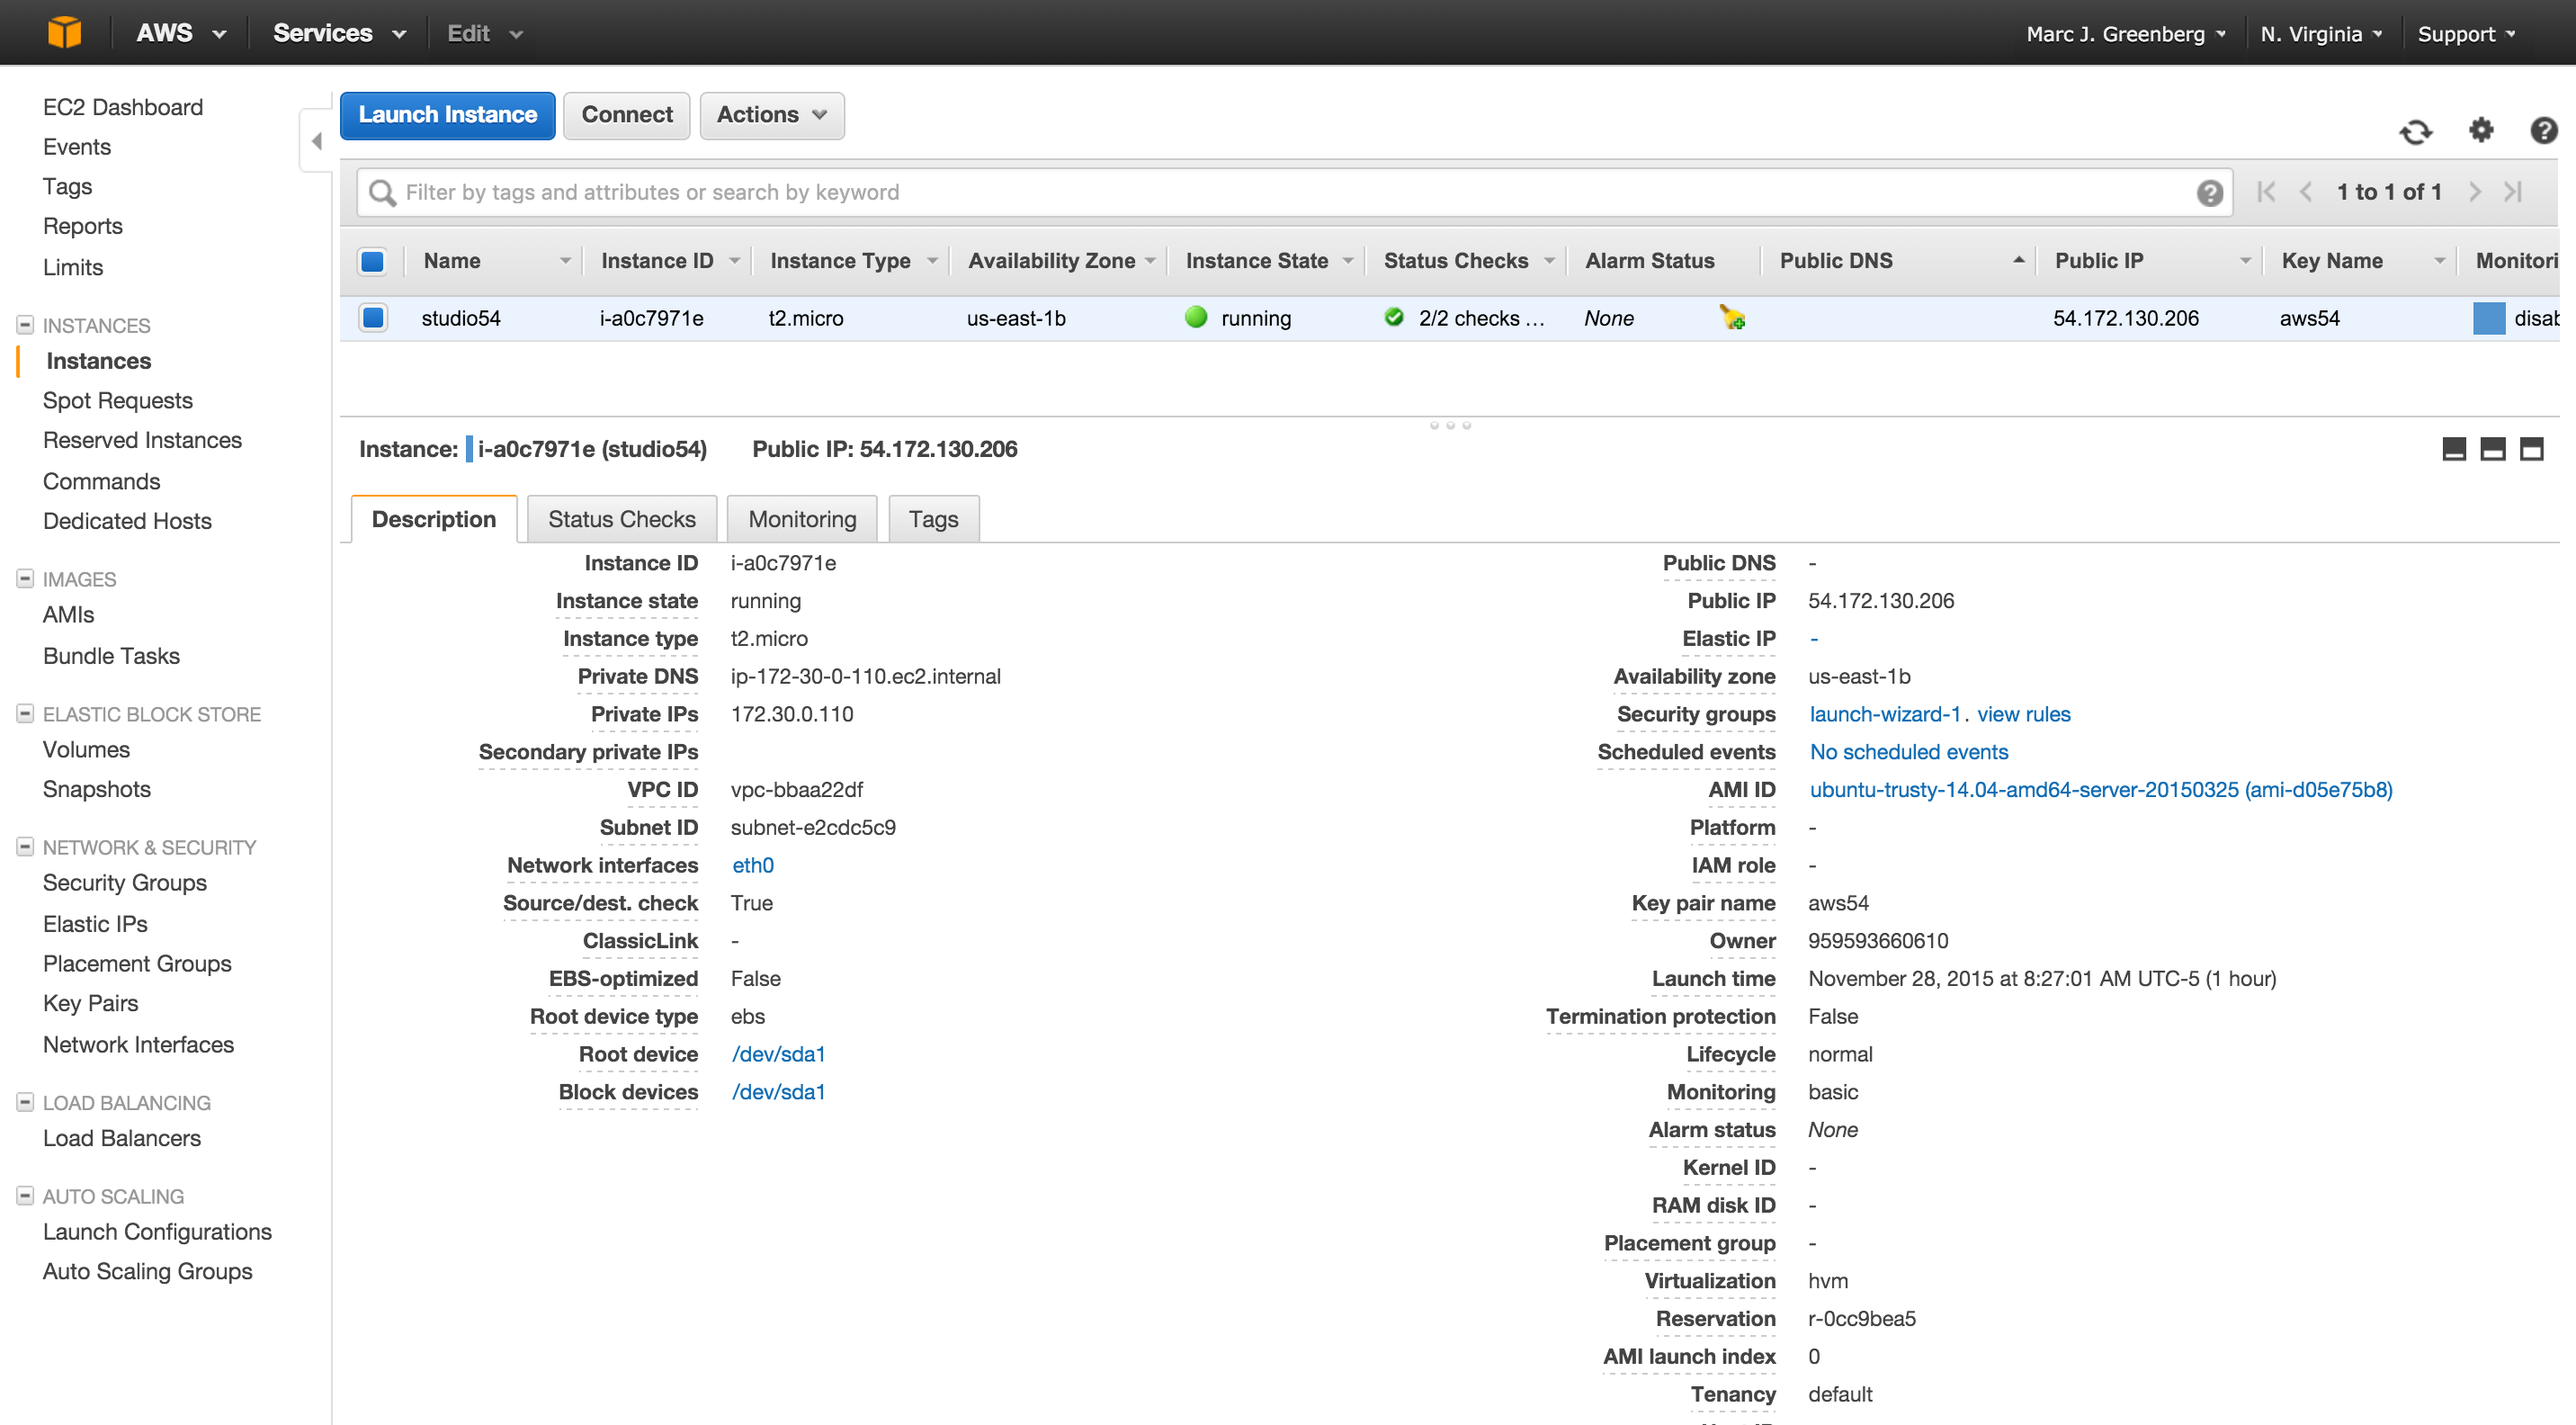 AWS Services Edit Marc J. Greenberg N. Virginia Support
EC2 Dashboard
Events
Tags
Reports
Limits
INSTANCES
Instances
Spot Requests
Reserved Instances
Commands
Dedicated Hosts
IMAGES
AMIs
Bundle Tasks
ELASTIC BLOCK STORE
Volumes
Snapshots
NETWORK & SECURITY
Security Groups
Elastic IPs
Placement Groups
Key Pairs
Network Interfaces
LOAD BALANCING
Load Balancers
AUTO SCALING
Launch Configurations
Auto Scaling Groups
Launch Instance Connect Actions
Filter by tags and attributes or search by keyword 1 to 1 of 1
Name Instance ID Instance Type Availability Zone Instance State Status Checks Alarm Status Public DNS Public IP Key Name Monitori
studio54 i-a0c7971e t2.micro us-east-1b running 2/2 checks ... None 54.172.130.206 aws54 disab
Instance: i-a0c7971e (studio54) Public IP: 54.172.130.206
Description Status Checks Monitoring Tags
Instance ID i-a0c7971e
Instance state running
Instance type t2.micro
Private DNS ip-172-30-0-110.ec2.internal
Private IPs 172.30.0.110
Secondary private IPs
VPC ID vpc-bbaa22df
Subnet ID subnet-e2cdc5c9
Network interfaces eth0
Source/dest. check True
ClassicLink -
EBS-optimized False
Root device type ebs
Root device /dev/sda1
Block devices /dev/sda1
Public DNS -
Public IP 54.172.130.206
Elastic IP -
Availability zone us-east-1b
Security groups launch-wizard-1. view rules
Scheduled events No scheduled events
AMI ID ubuntu-trusty-14.04-amd64-server-20150325 (ami-d05e75b8)
Platform -
IAM role -
Key pair name aws54
Owner 959593660610
Launch time November 28, 2015 at 8:27:01 AM UTC-5 (1 hour)
Termination protection False
Lifecycle normal
Monitoring basic
Alarm status None
Kernel ID -
RAM disk ID -
Placement group -
Virtualization hvm
Reservation r-0cc9bea5
AMI launch index 0
Tenancy default